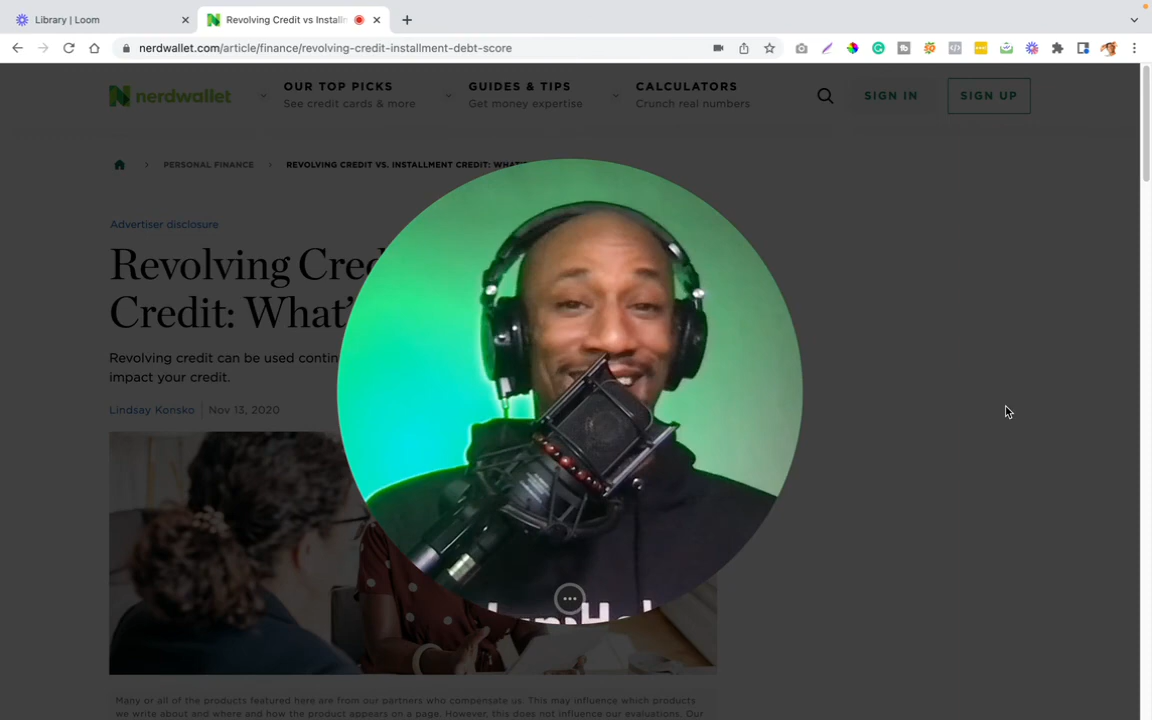 Library | Loom
Revolving Credit vs Install
nerdwallet.com/article/finance/revolving-credit-installment-debt-score
nerdwallet
OUR TOP PICKS
See credit cards & more
GUIDES & TIPS
Get money expertise
CALCULATORS
Crunch real numbers
SIGN IN
SIGN UP
PERSONAL FINANCE
REVOLVING CREDIT VS. INSTALLMENT CREDIT: WHAT'
Advertiser disclosure
Revolving Cred
Credit: What'
Revolving credit can be used contin
impact your credit.
Lindsay Konsko
Nov 13, 2020
Many or all of the products featured here are from our partners who compensate us. This may influence which products
we write about and where and how the product appears on a page. However, this does not influence our evaluations. Our